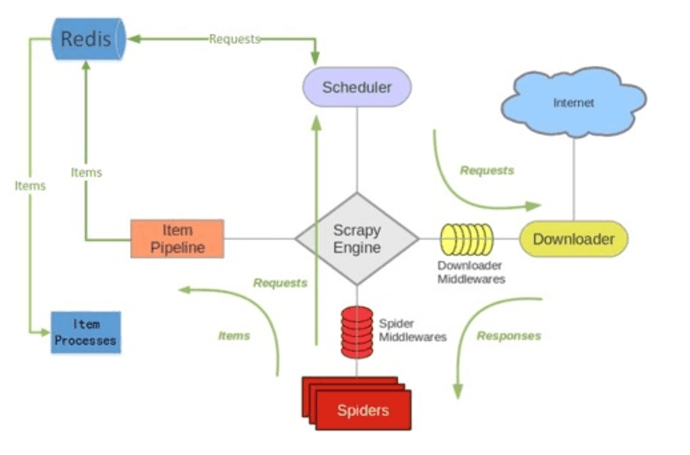 Redis
Requests
Scheduler
Internet
Requests
Items
Items
Item
Pipeline
Scrapy
Engine
Downloader
Downloader
Middlewares
Requests
Items
Spider
Middlewares
Responses
Item
Processes
Spiders